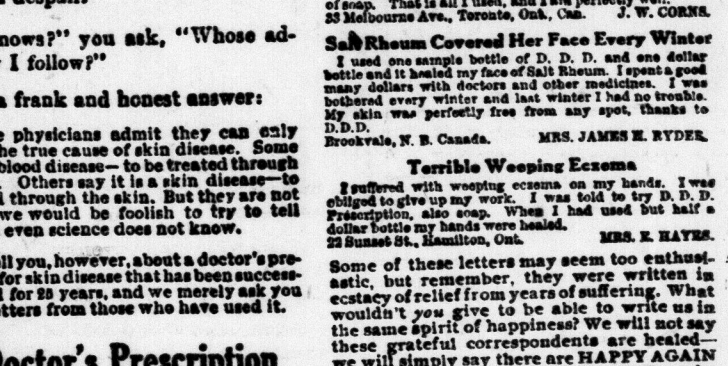 nows?" you ask, "Whose ad-
I follow?"
frank and honest answer:
physicians admit they can only
he true cause of skin disease. Some
blood disease—to be treated through
Others say it is a skin disease—to
through the skin. But they are not
we would be foolish to try to tell
even science does not know.
ll you, however, about a doctor's pre-
for skin disease that has been success-
for 25 years, and we merely ask you
tters from those who have used it.
octor's Prescription
of soap. That is all I used, and I am perfectly well.
33 Melbourne Ave., Toronto, Ont., Can. J. W. CORNS.
Salt Rheum Covered Her Face Every Winter
I used one sample bottle of D. D. D. and one dollar
bottle and it healed my face of Salt Rheum. I spent a good
many dollars with doctors and other medicines. I was
bothered every winter and last winter I had no trouble.
My skin was perfectly free from any spot, thanks to
D.D.D.
Brookvale, N. B. Canada. MRS. JAMES H. RYDER.
Terrible Weeping Eczema
I suffered with weeping eczema on my hands. I was
obliged to give up my work. I was told to try D. D. D.
Prescription, also soap. When I had used but half a
dollar bottle my hands were healed.
22 Sunset St., Hamilton, Ont. MRS. E. HAYES.
Some of these letters may seem too enthusi-
astic, but remember, they were written in
ecstacy of relief from years of suffering. What
wouldn't you give to be able to write us in
the same spirit of happiness? We will not say
these grateful correspondents are healed—
we will simply say there are HAPPY AGAIN